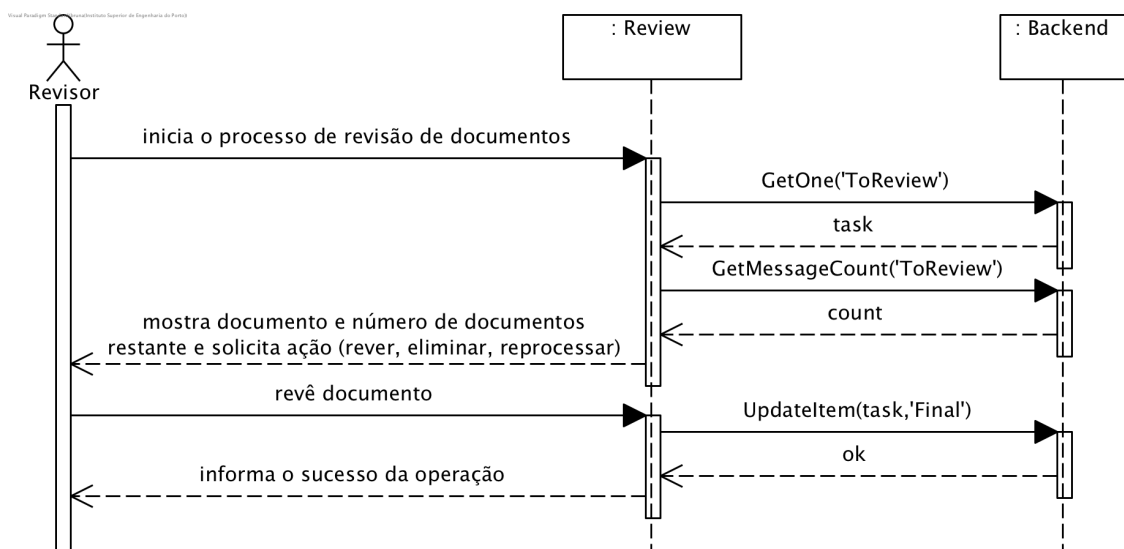 : Review
: Backend
Revisor
inicia o processo de revisão de documentos
GetOne('ToReview')
task
GetMessageCount('ToReview')
count
mostra documento e número de documentos
restante e solicita ação (rever, eliminar, reprocessar)
revê documento
UpdateItem(task,'Final')
ok
informa o sucesso da operação